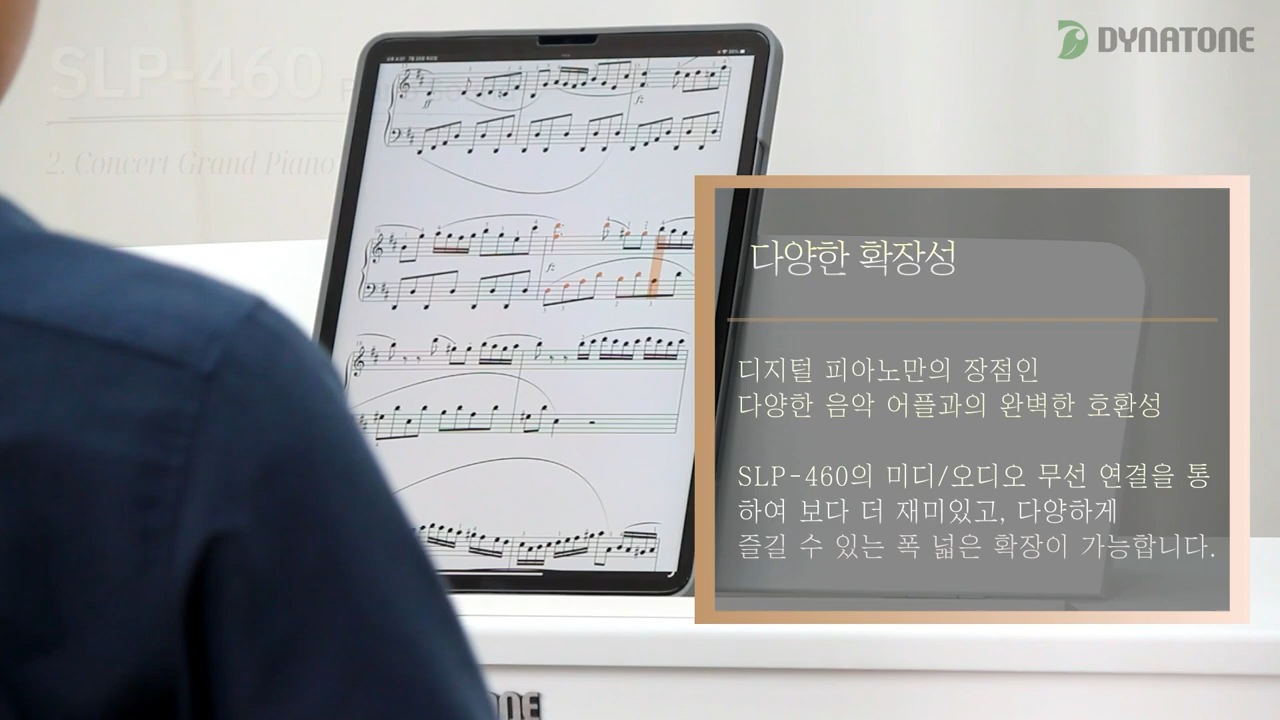 DYNATONE
SLP-460
2. Concert Grand Piano
다양한 확장성
디지털 피아노만의 장점인
다양한 음악 어플과의 완벽한 호환성
SLP-460의 미디/오디오 무선 연결을 통
하여 보다 더 재미있고, 다양하게
즐길 수 있는 폭 넓은 확장이 가능합니다.